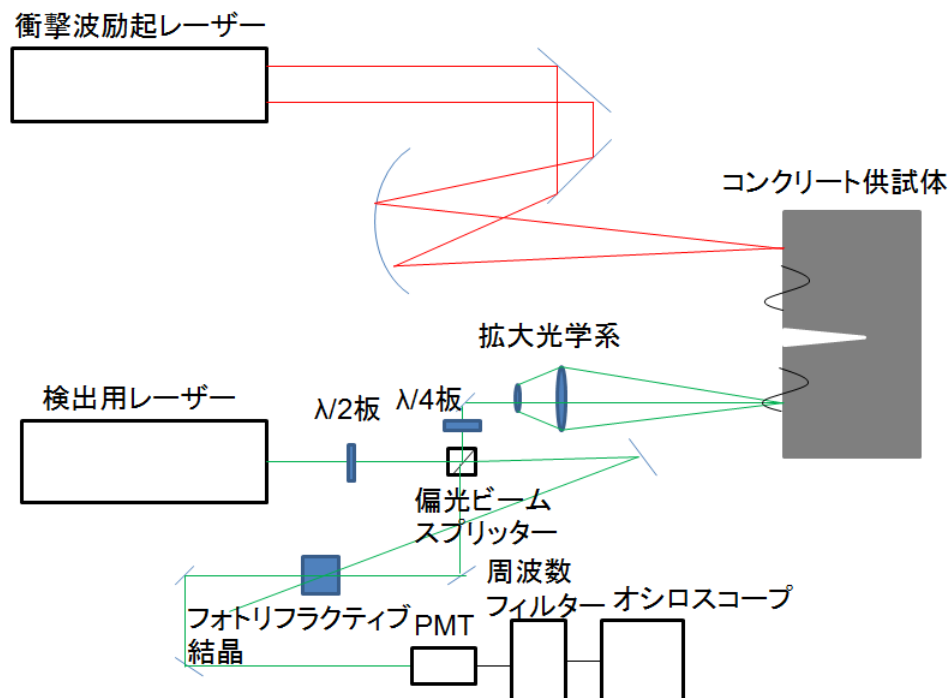 衝撃波励起レーザー
コンクリート供試体
拡大光学系
検出用レーザー
λ/2板
λ/4板
偏光ビーム
スプリッター
周波数
フィルター
オシロスコープ
フォトリフラクティブ
結晶
PMT